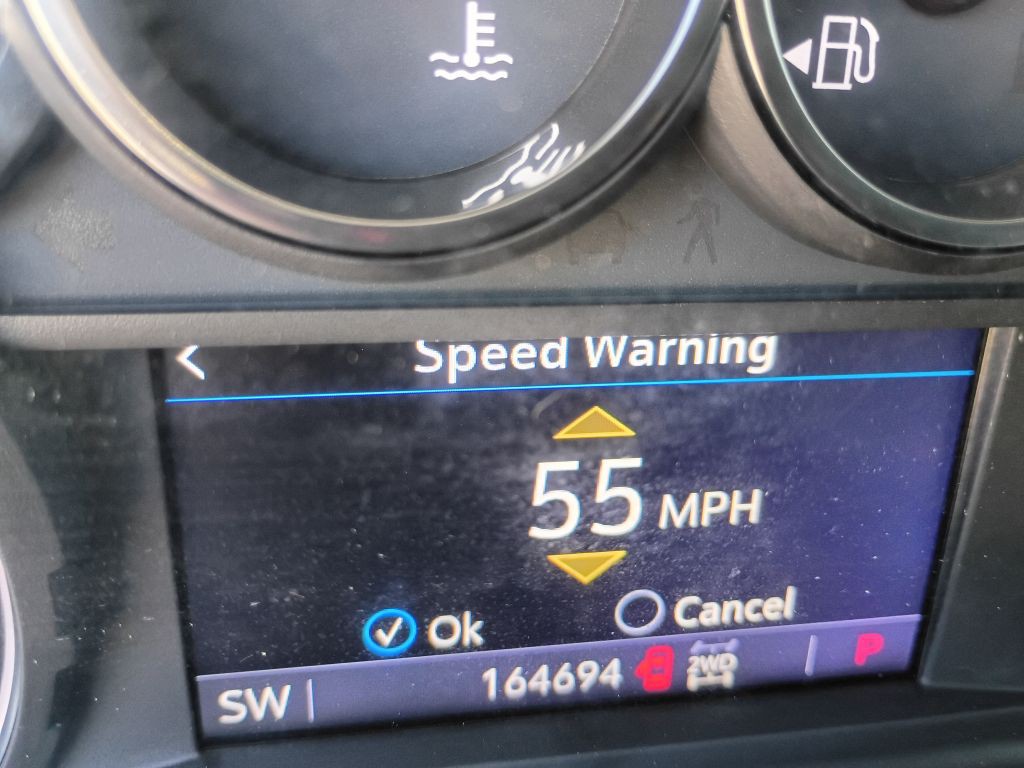 Speed Warning
55 MPH
Ok Cancel
SW 164694 2WD P